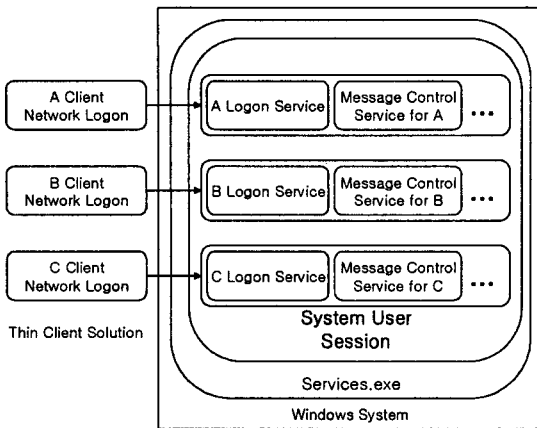 A Client
Network Logon
A Logon Service
Message Control
Service for A
...
B Client
Network Logon
B Logon Service
Message Control
Service for B
...
C Client
Network Logon
C Logon Service
Message Control
Service for C
...
Thin Client Solution
System User
Session
Services.exe
Windows System